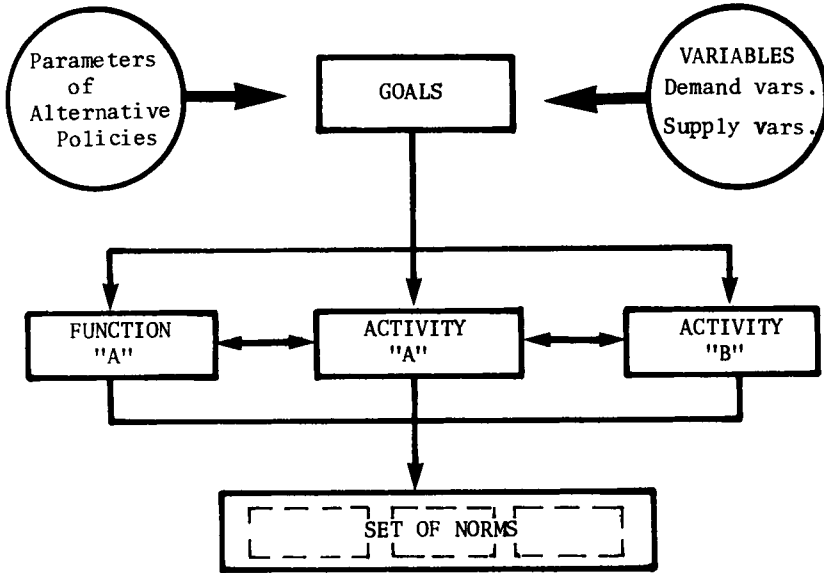 Parameters
of
Alternative
Policies
GOALS
VARIABLES
Demand vars.
Supply vars.
FUNCTION
"A"
ACTIVITY
"A"
ACTIVITY
"B"
SET OF NORMS